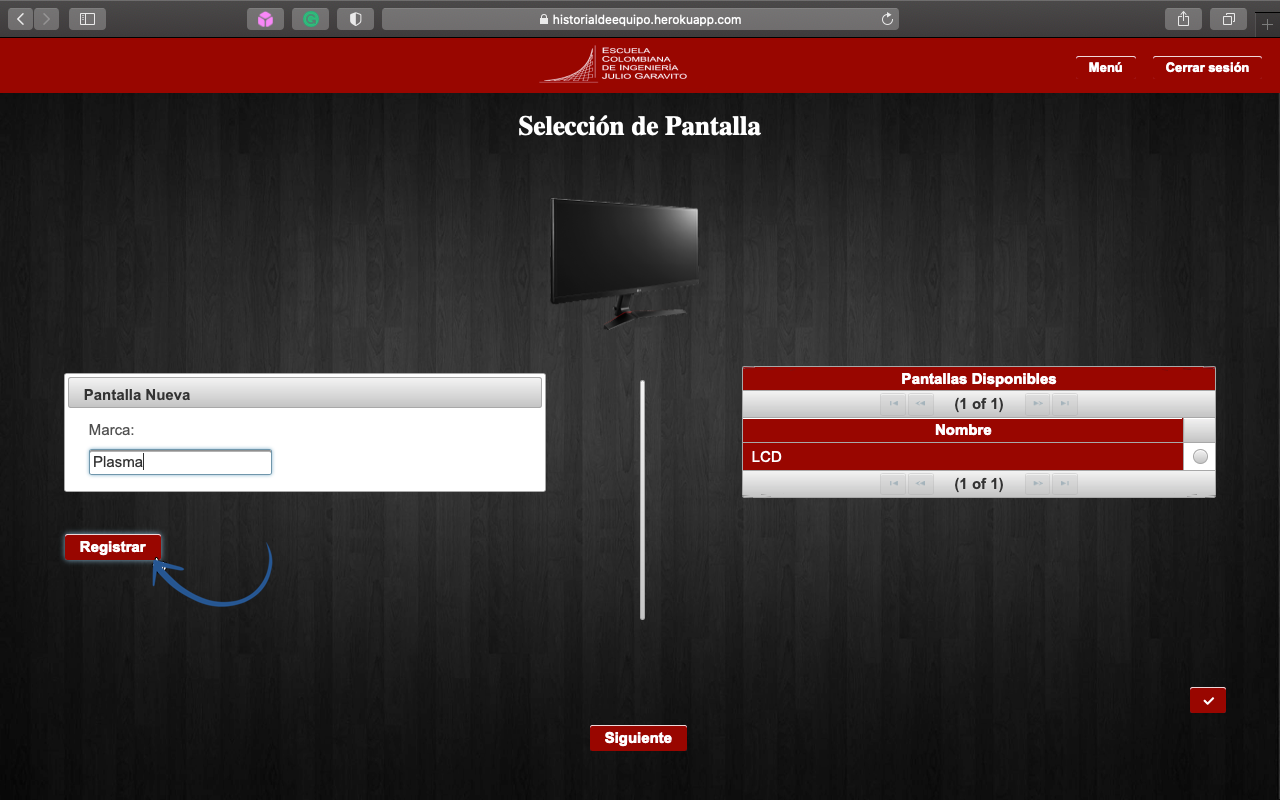 historialdeequipo.herokuapp.com
ESCUELA
COLOMBIANA
DE INGENIERÍA
JULIO GARAVITO
Menú
Cerrar sesión
Selección de Pantalla
Pantalla Nueva
Marca:
Plasma
Registrar
Pantallas Disponibles
(1 of 1)
Nombre
LCD
(1 of 1)
Siguiente